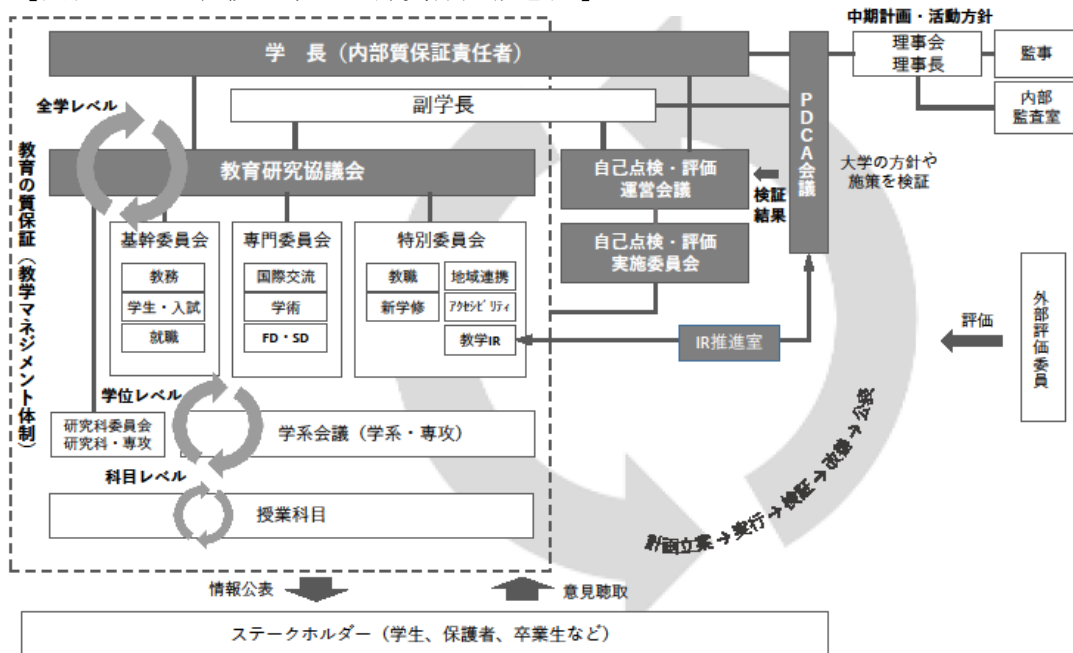 中期計画・活動方針
学　長（内部質保証責任者）
理事会
理事長
監事
内部
監査室
副学長
全学レベル
PDCA会議
教育の質保証（教学マネジメント体制）
教育研究協議会
自己点検・評価
運営会議
検証
結果
大学の方針や
施策を検証
基幹委員会
教務
学生・入試
就職
専門委員会
国際交流
学術
FD・SD
特別委員会
教職
地域連携
新学修
ｱｸｾｼﾋﾞﾘﾃｨ
教学IR
自己点検・評価
実施委員会
IR推進室
評価
外部評価委員
学位レベル
研究科委員会
研究科・専攻
学系会議（学系・専攻）
科目レベル
授業科目
計画立案→実行→検証→改善→公表
情報公表
意見聴取
ステークホルダー（学生、保護者、卒業生など）